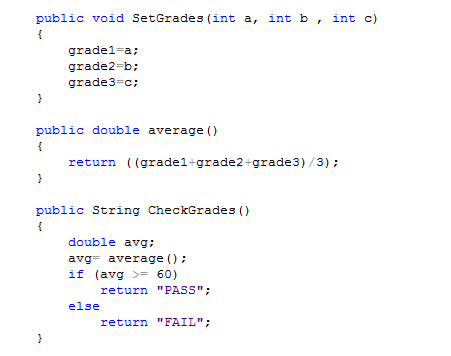 public void SetGrades(int a, int b , int c)
{
grade1=a;
grade2=b;
grade3=c;
}
public double average()
{
return ((grade1+grade2+grade3)/3);
}
public String CheckGrades()
{
double avg;
avg= average();
if (avg >= 60)
return "PASS";
else
return "FAIL";
}